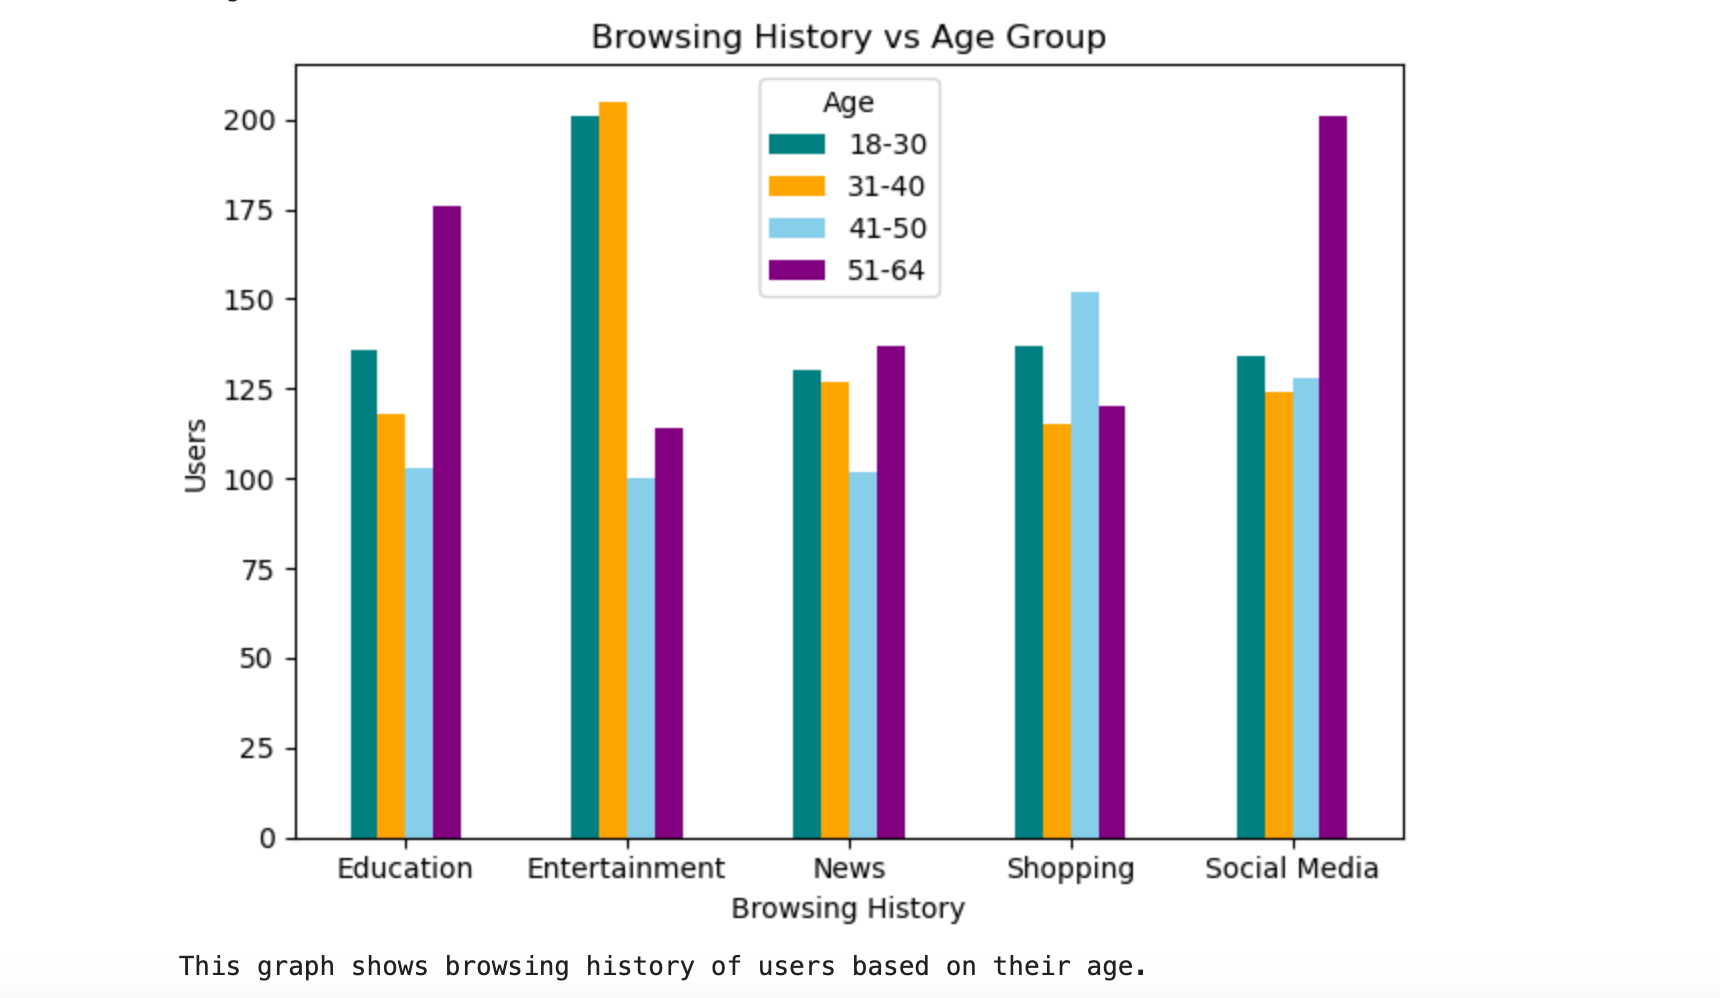 Browsing History vs Age Group
Age
18-30
31-40
41-50
51-64
200
175
150
125
100
75
50
25
0
Users
Education Entertainment News Shopping Social Media
Browsing History
This graph shows browsing history of users based on their age.